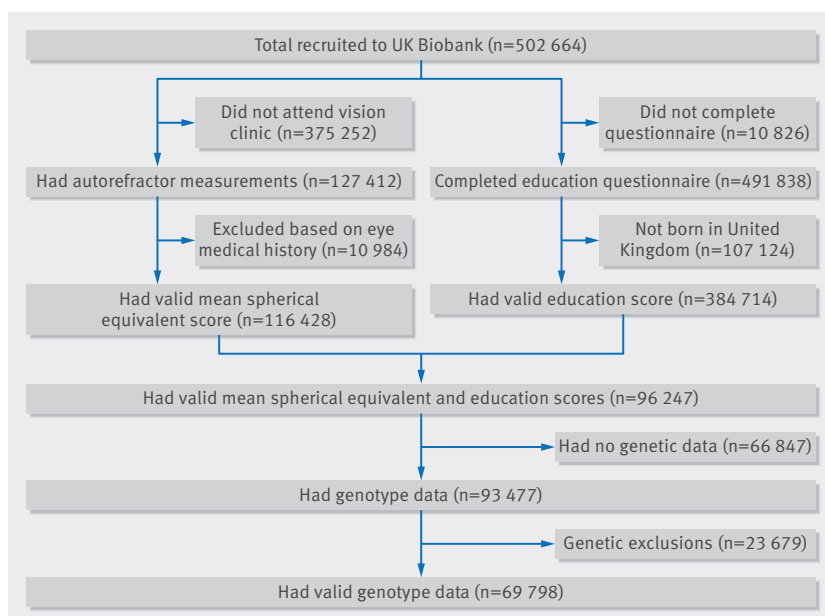 Total recruited to UK Biobank (n=502 664)
Did not attend vision
clinic (n=375 252)
Did not complete
questionnaire (n=10 826)
Had autorefractor measurements (n=127 412)
Completed education questionnaire (n=491 838)
Excluded based on eye
medical history (n=10 984)
Not born in United
Kingdom (n=107 124)
Had valid mean spherical
equivalent score (n=116 428)
Had valid education score (n=384 714)
Had valid mean spherical equivalent and education scores (n=96 247)
Had no genetic data (n=66 847)
Had genotype data (n=93 477)
Genetic exclusions (n=23 679)
Had valid genotype data (n=69 798)